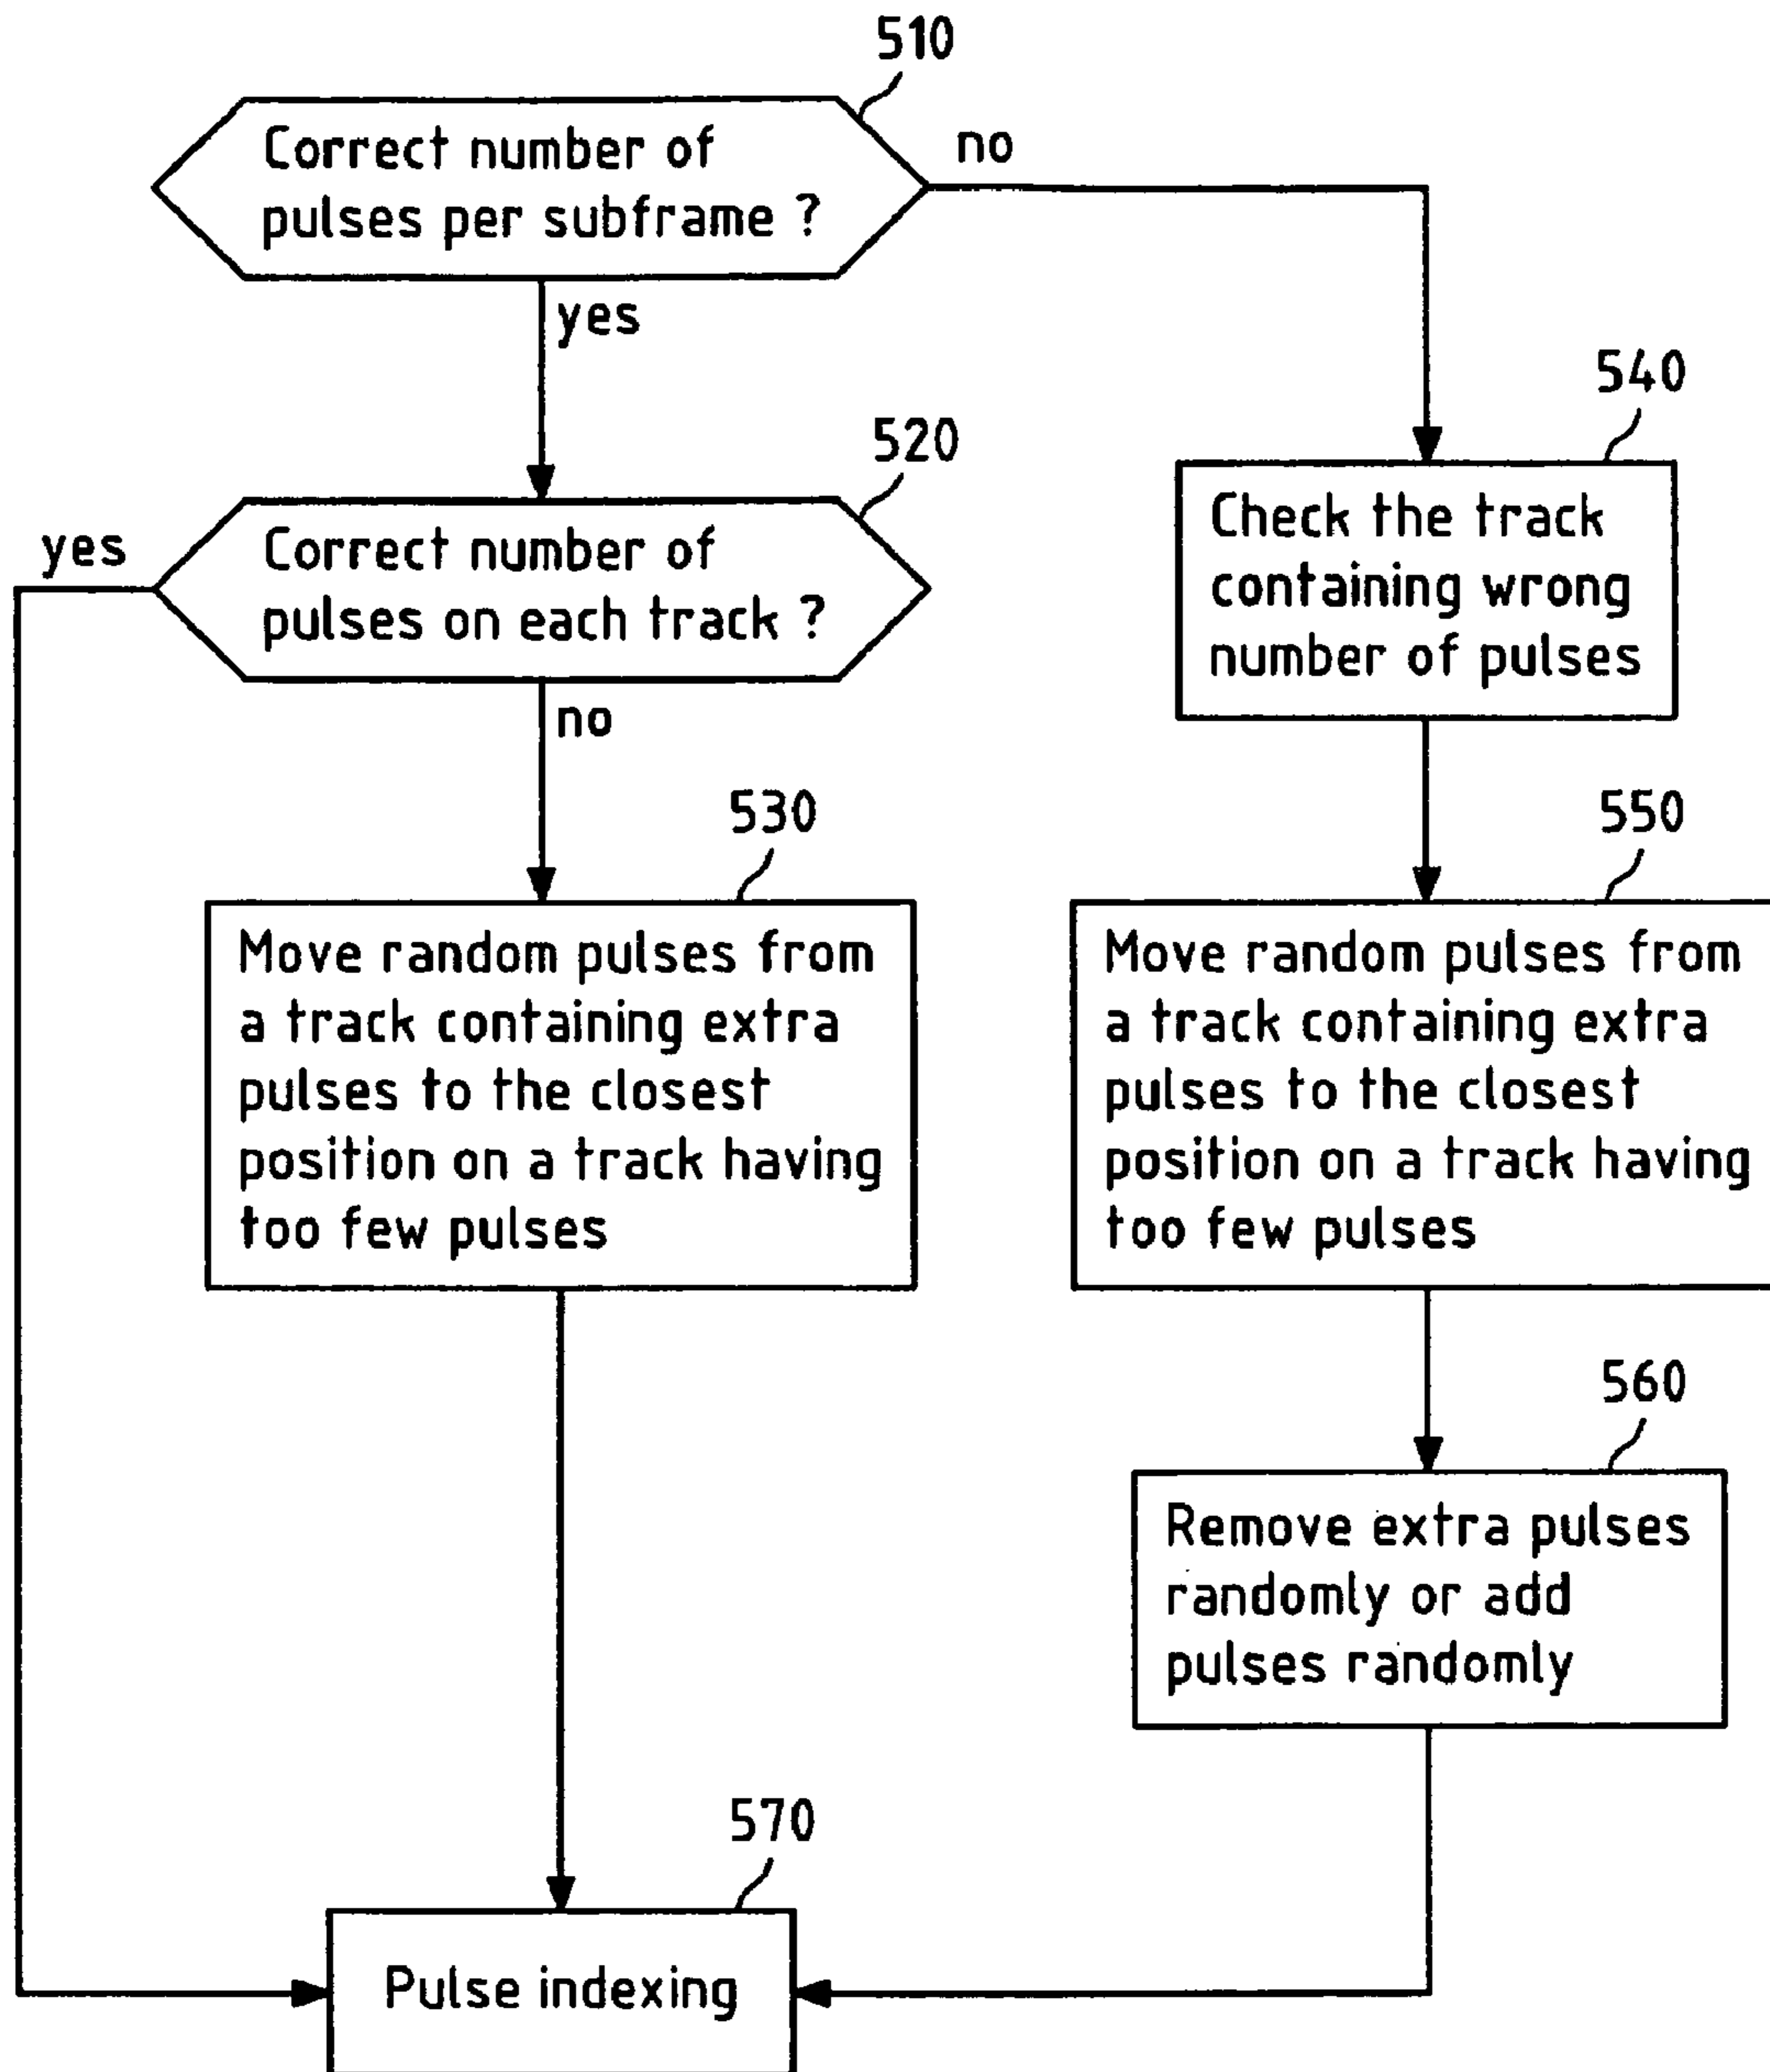 510
Correct number of
pulses per subframe ?
no
yes
540
520
Check the track
containing wrong
number of pulses
yes
Correct number of
pulses on each track ?
no
530
550
Move random pulses from
a track containing extra
pulses to the closest
position on a track having
too few pulses
Move random pulses from
a track containing extra
pulses to the closest
position on a track having
too few pulses
560
Remove extra pulses
randomly or add
pulses randomly
570
Pulse indexing